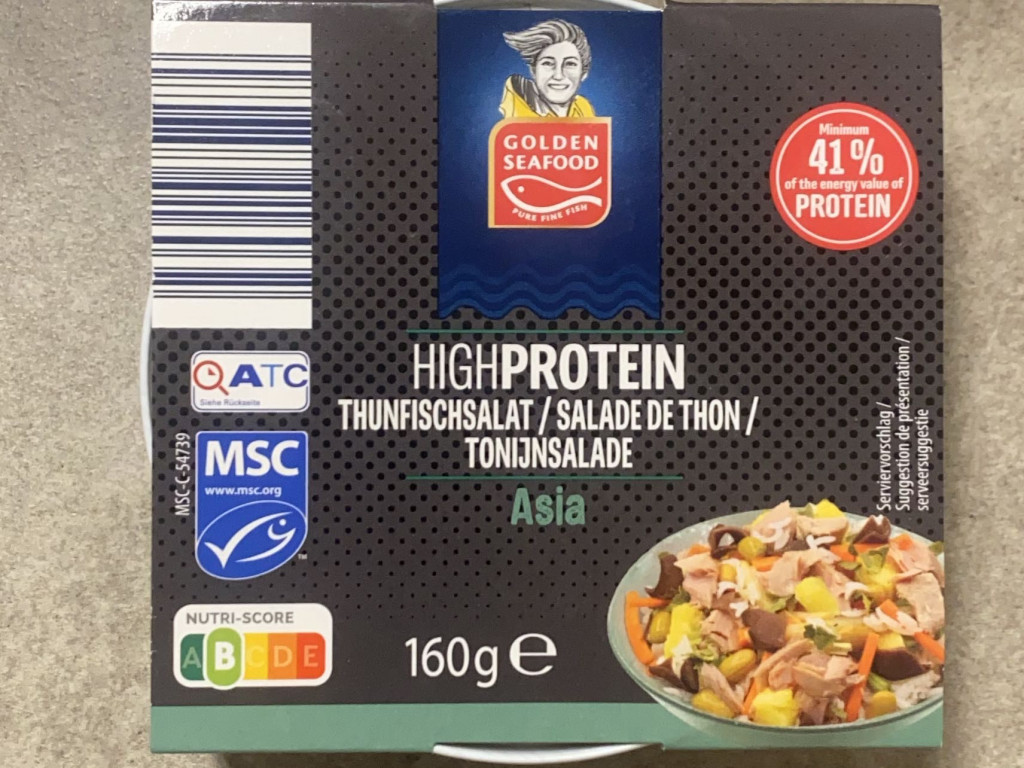 GOLDEN
SEAFOOD
PURE FINE FISH
Minimum
41%
of the energy value of
PROTEIN
ATC
Siehe Rückseite
MSC-C-54739
MSC
www.msc.org
TM
HIGHPROTEIN
THUNFISCHSALAT / SALADE DE THON /
TONIJNSALADE
Asia
Serviervorschlag /
Suggestion de présentation /
serveersuggestie
NUTRI-SCORE
A B C D E
160g e